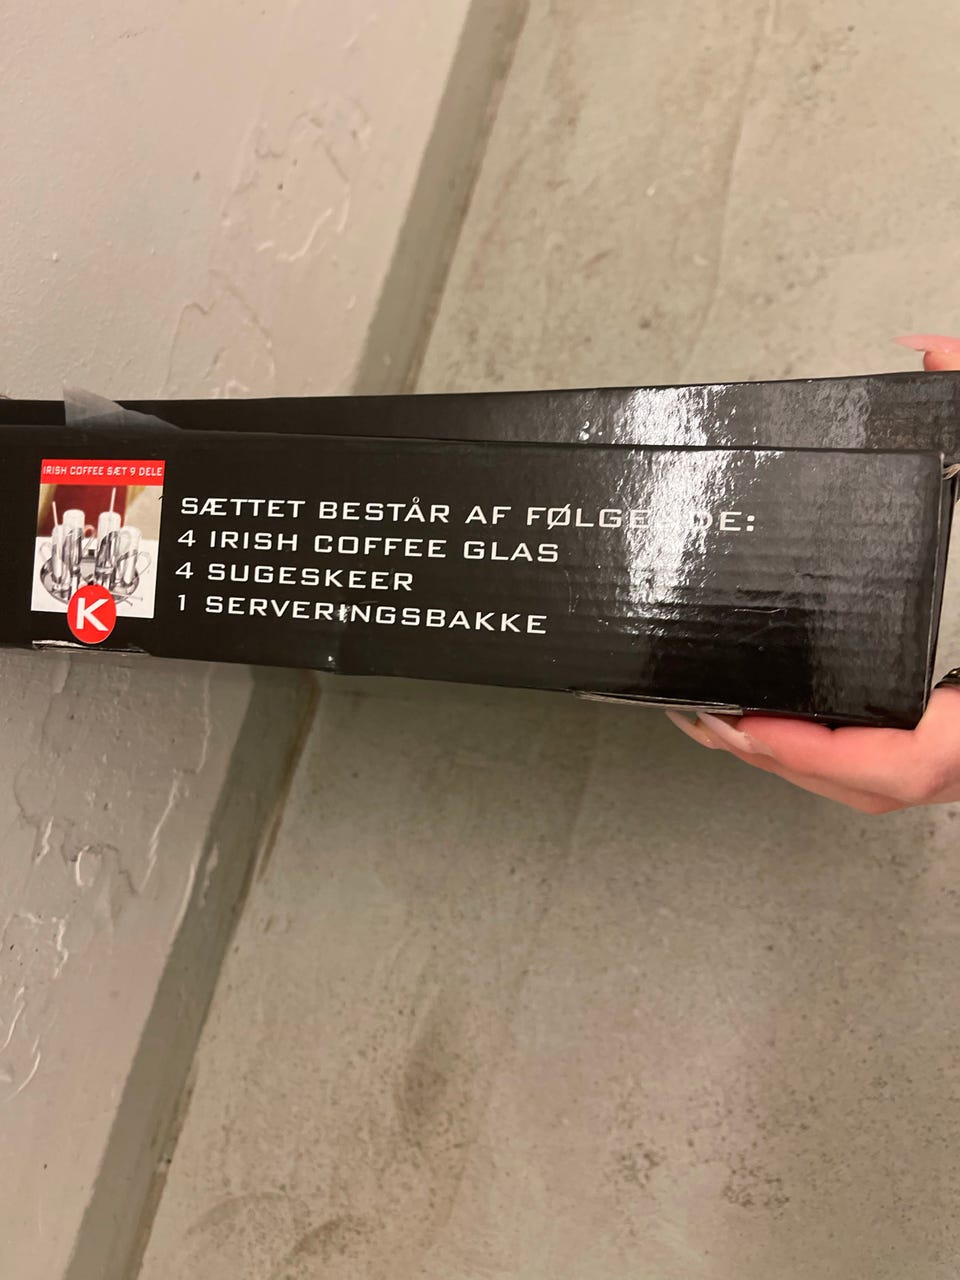 IRISH COFFEE SÆT 9 DELE
K
SÆTTET BESTÅR AF FØLGENDE:
4 IRISH COFFEE GLAS
4 SUGESKEER
1 SERVERINGSBAKKE